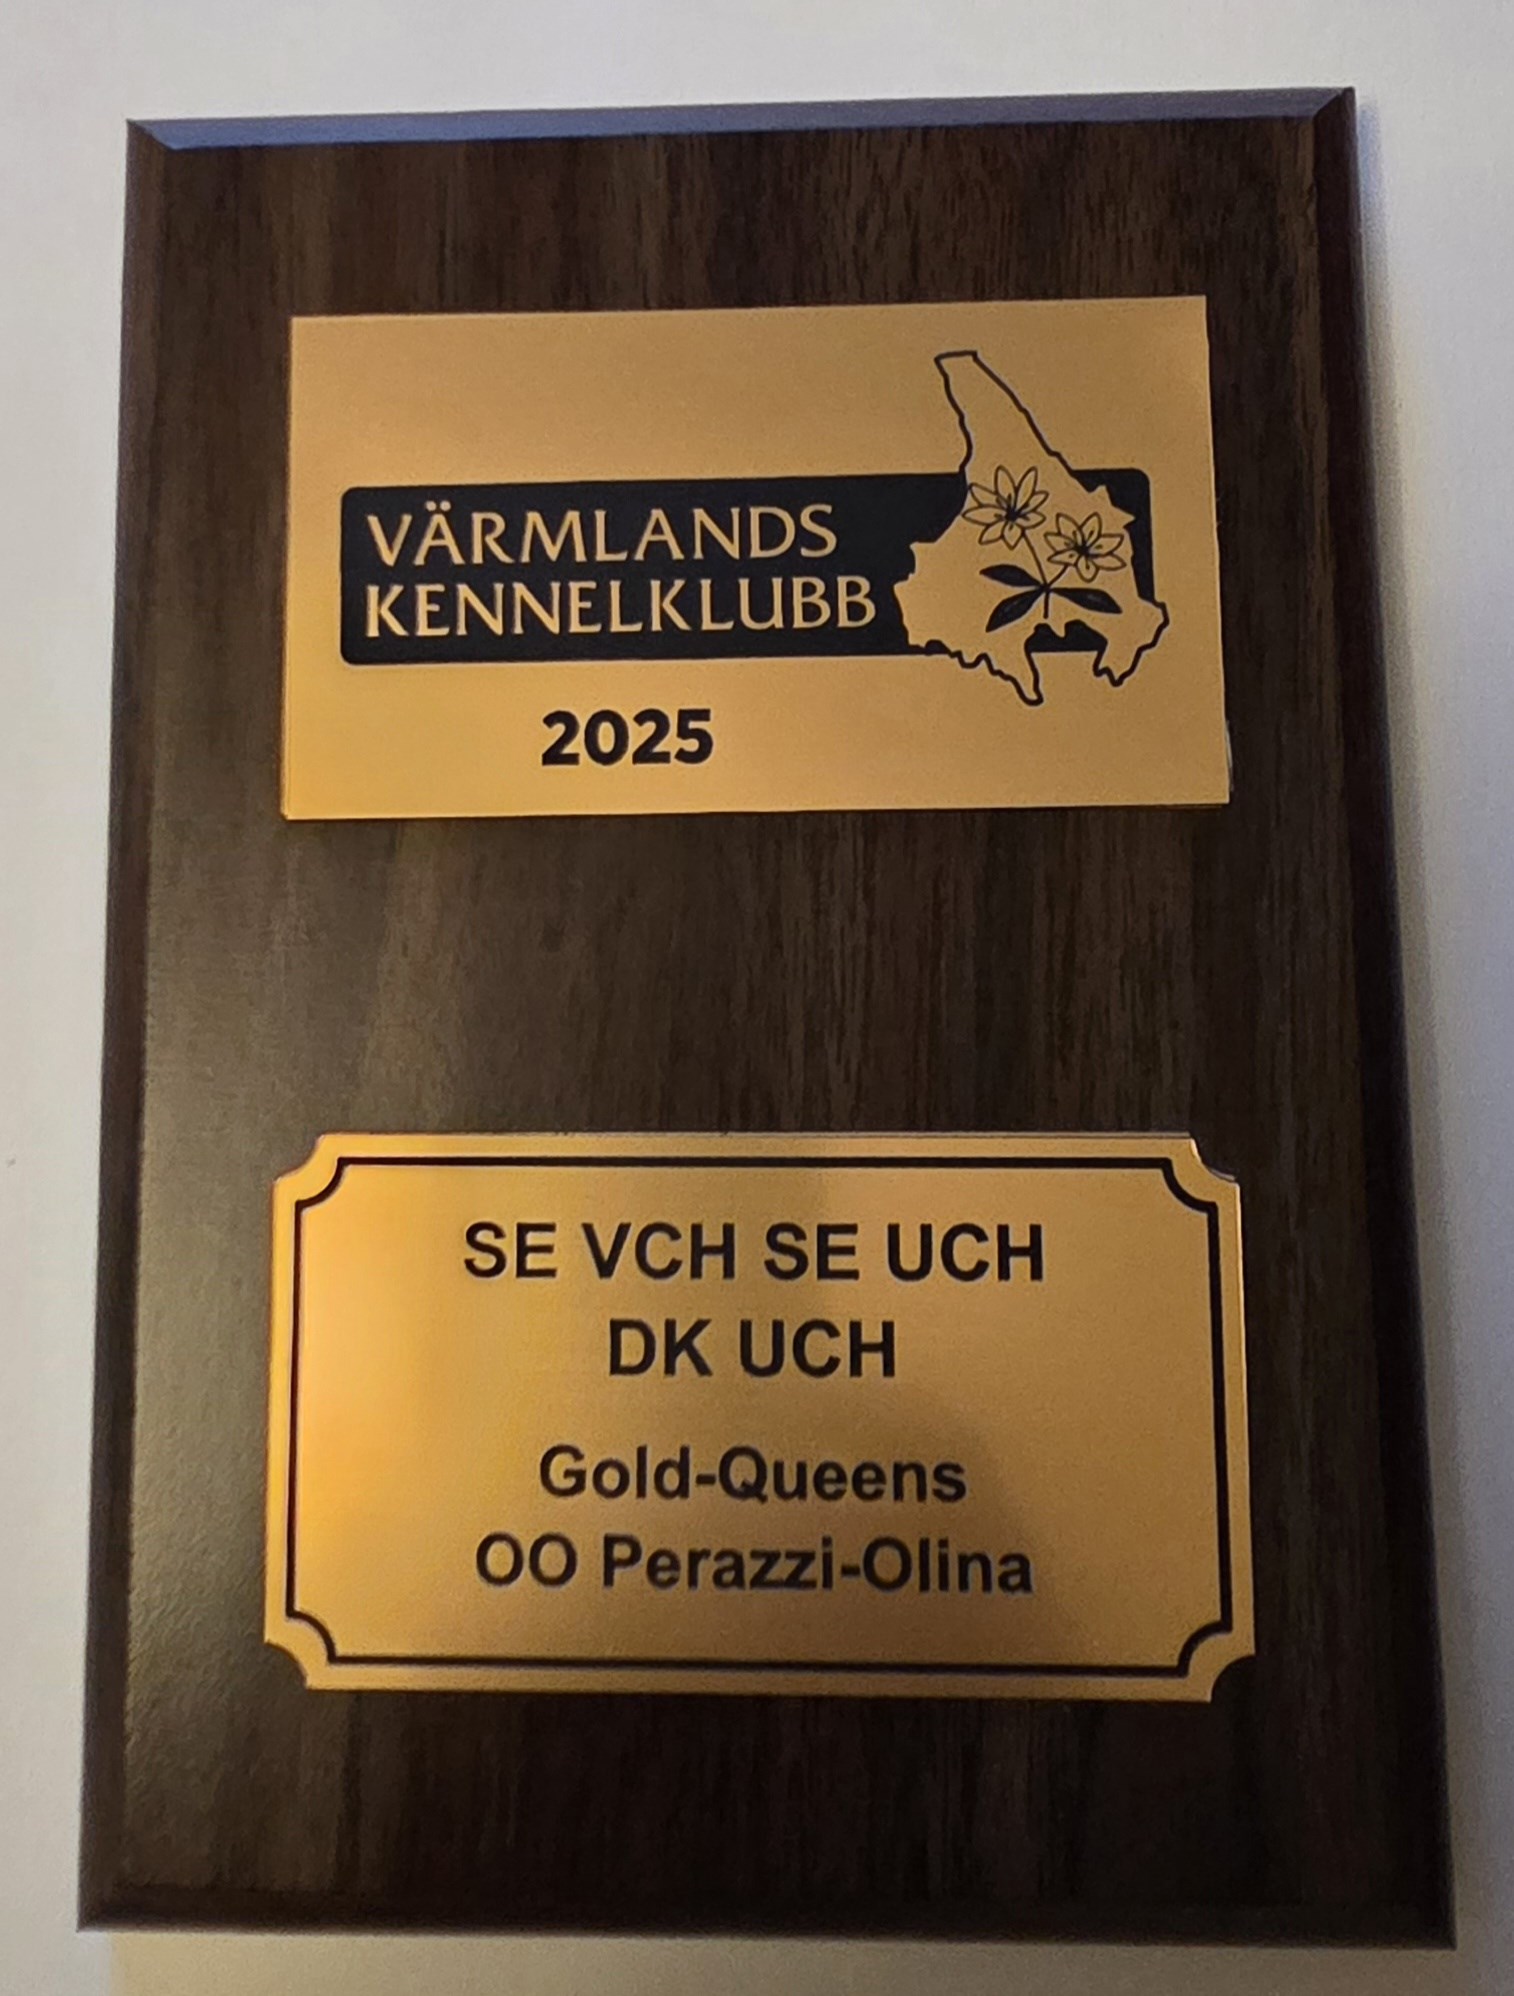 VÄRMLANDS
KENNELKLUBB
2025
SE VCH SE UCH
DK UCH
Gold-Queens
OO Perazzi-Olina